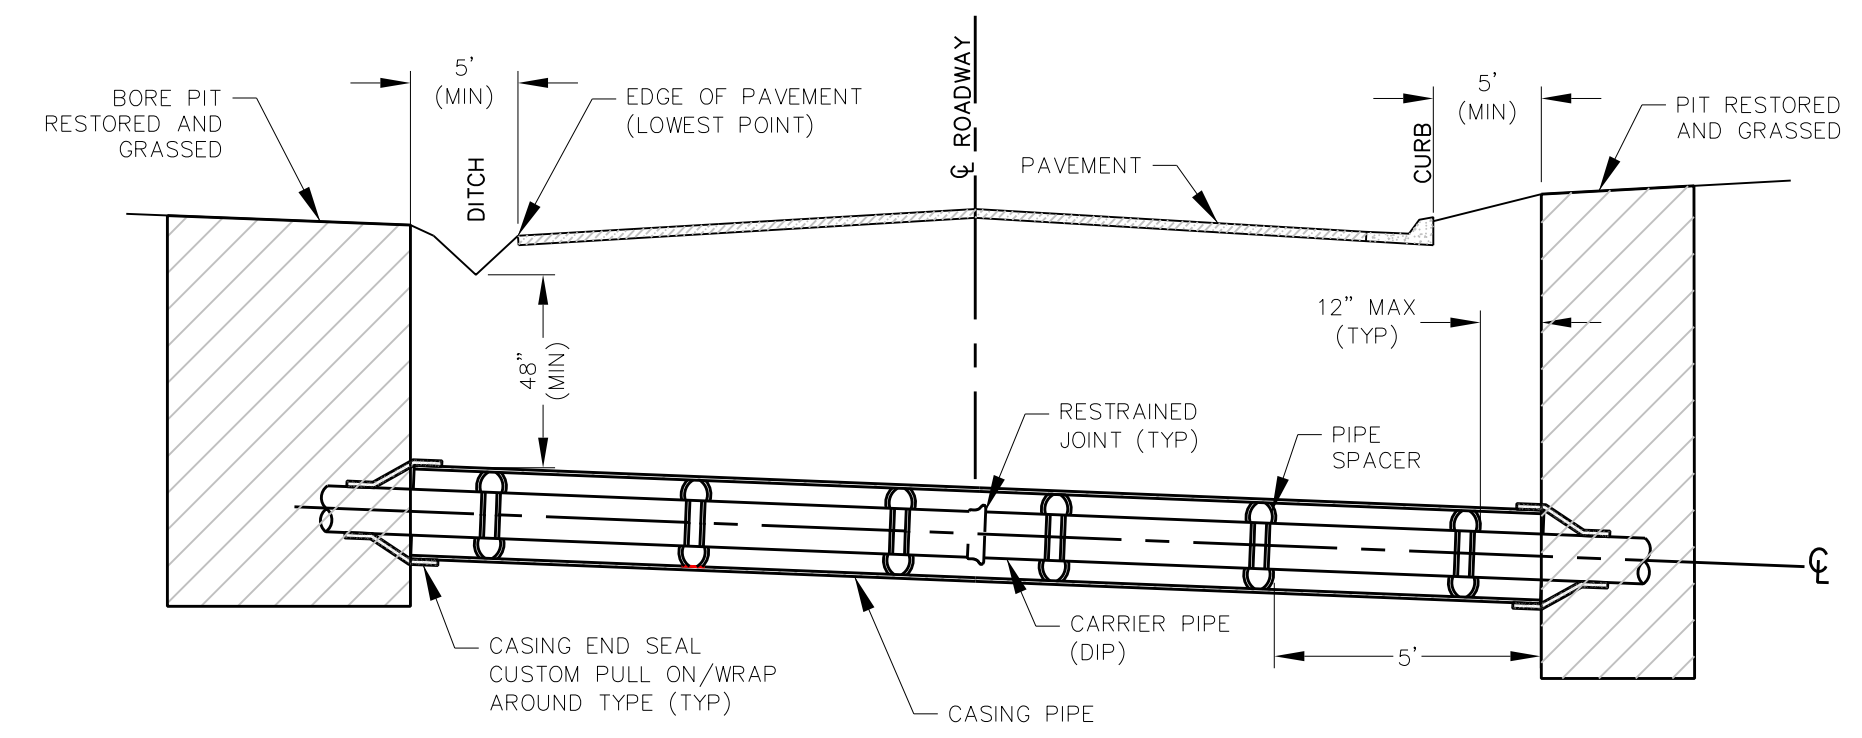 BORE PIT
RESTORED AND
GRASSED
5'
(MIN)
DITCH
EDGE OF PAVEMENT
(LOWEST POINT)
℄ ROADWAY
PAVEMENT
CURB
5'
(MIN)
PIT RESTORED
AND GRASSED
48"
(MIN)
12" MAX
(TYP)
RESTRAINED
JOINT (TYP)
PIPE
SPACER
℄
CARRIER PIPE
(DIP)
5'
CASING END SEAL
CUSTOM PULL ON/WRAP
AROUND TYPE (TYP)
CASING PIPE